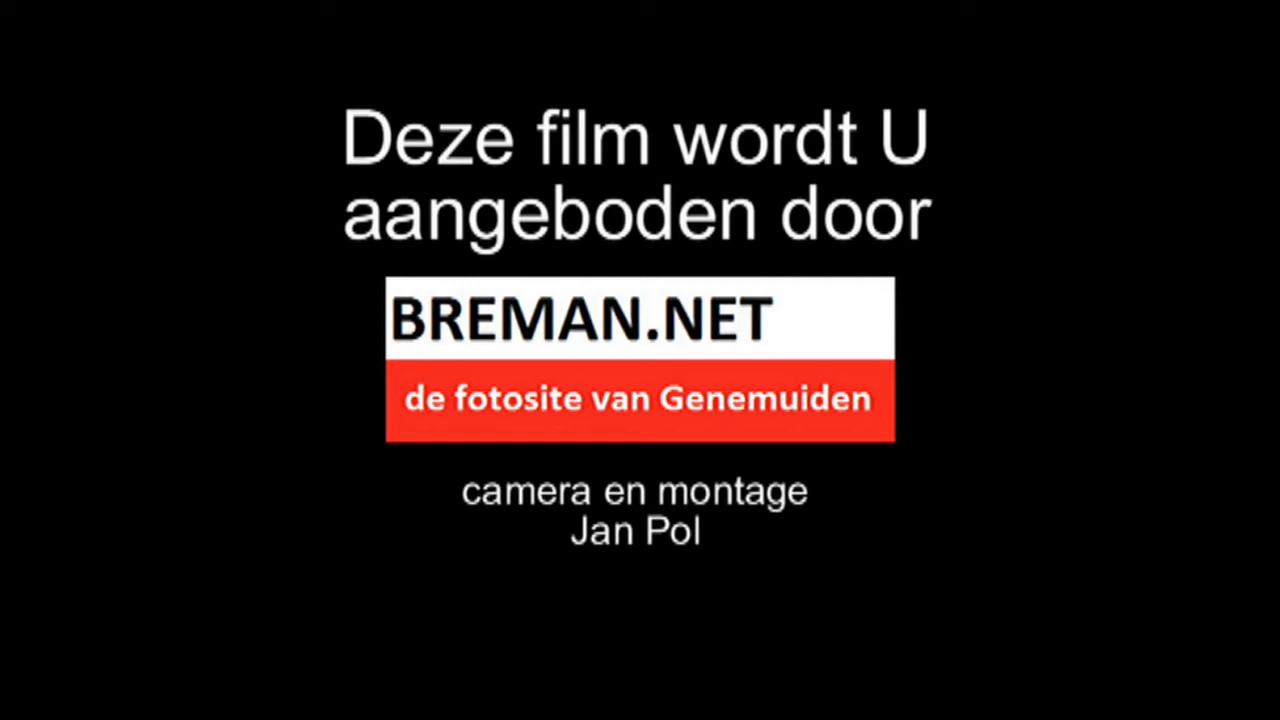 Deze film wordt U
aangeboden door
BREMAN.NET
de fotosite van Genemuiden
camera en montage
Jan Pol